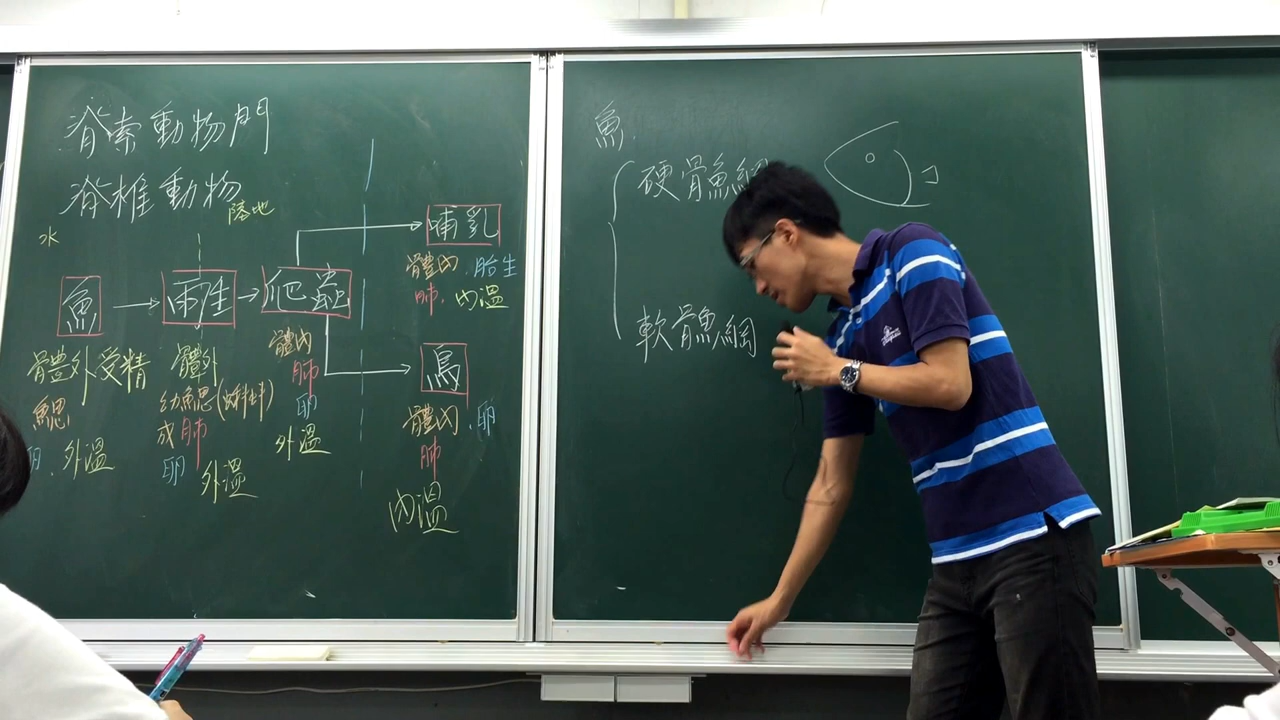 脊索動物門
脊椎動物
水
陸地
魚
兩生
爬蟲
哺乳
鳥
體外受精
鰓
卵.外溫
體外
幼鰓(蝌蚪)
成肺
卵
外溫
體內
肺
卵
外溫
體內.胎生
肺.內溫
體內.卵
肺
內溫
魚.
硬骨魚綱
軟骨魚綱